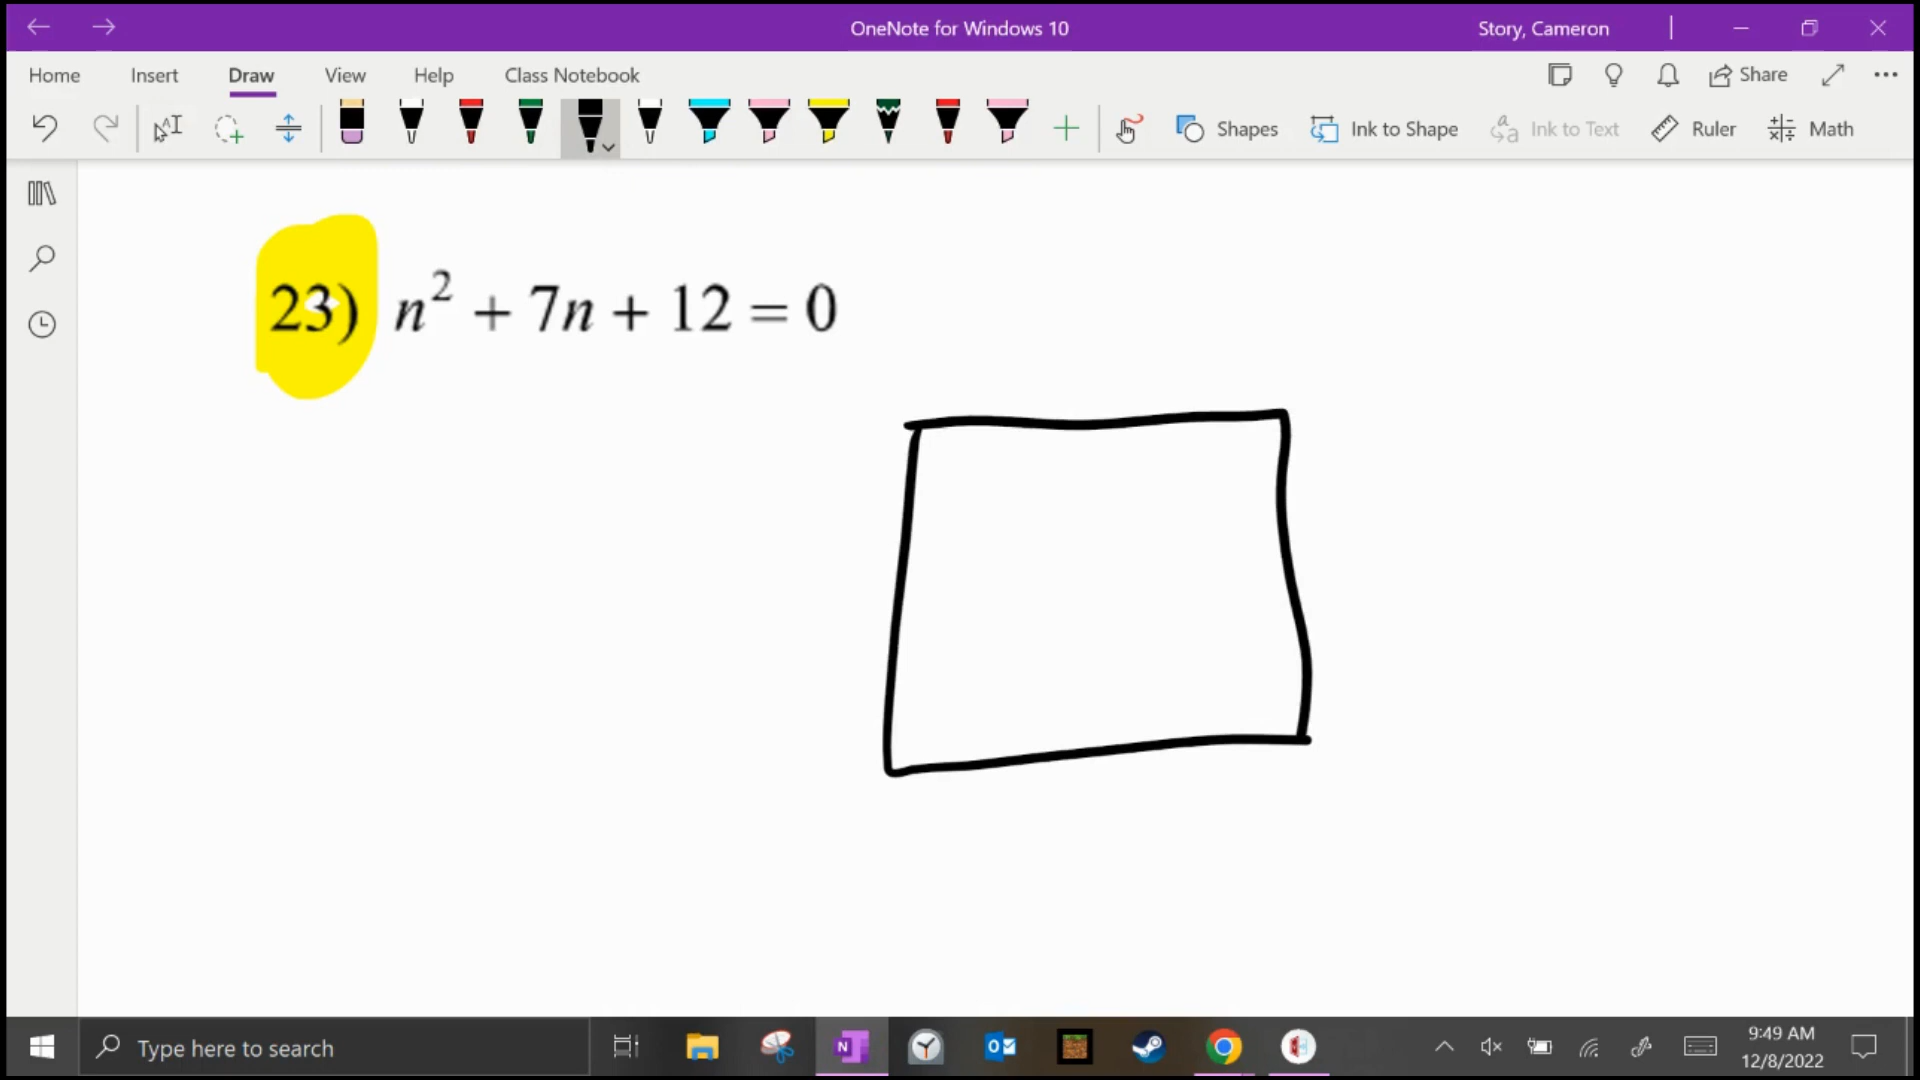 OneNote for Windows 10
Story, Cameron
Home Insert Draw View Help Class Notebook
Share
Shapes Ink to Shape Ink to Text Ruler Math
23) n² + 7n + 12 = 0
Type here to search
9:49 AM
12/8/2022